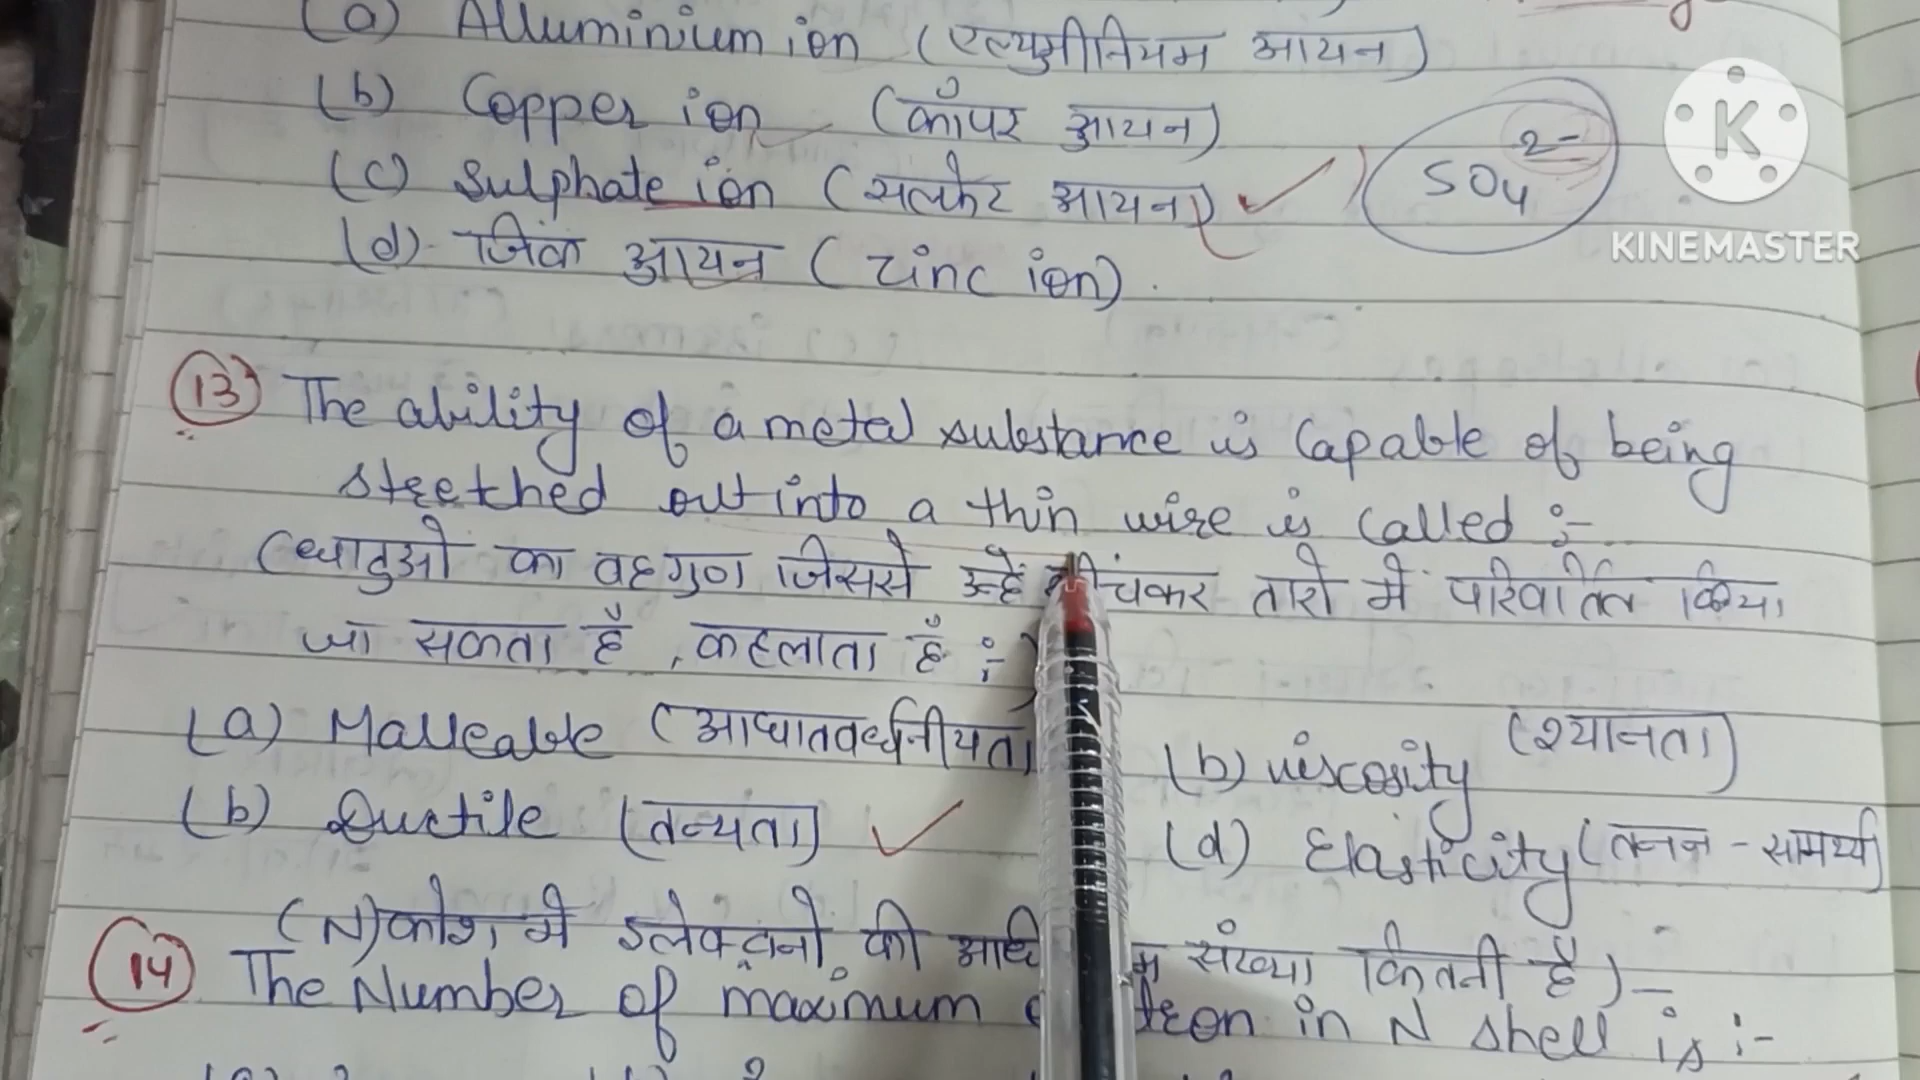 (a) Alluminium ion (एल्युमीनियम आयन)
(b) Copper ion (कॉपर आयन)
(c) Sulphate ion (सल्फेट आयन)
SO4 2-
(d) जिंक आयन (zinc ion).
K
KINEMASTER
(13) The ability of a metal substance is capable of being
stretched out into a thin wire is called :-
(धातुओ का वह गुण जिससे उन्हें खींचकर तारो में परिवर्तित किया
जा सकता है, कहलाता है :-)
(a) Malleable (आघातवर्धनीयता
(b) viscosity (श्यानता)
(b) Ductile (तन्यता)
(d) Elasticity (तनन-सामर्थ्य)
(N) कोश में इलेक्ट्रानो की संख्या कितनी है)-
(14) The Number of maximum in N shell is :-